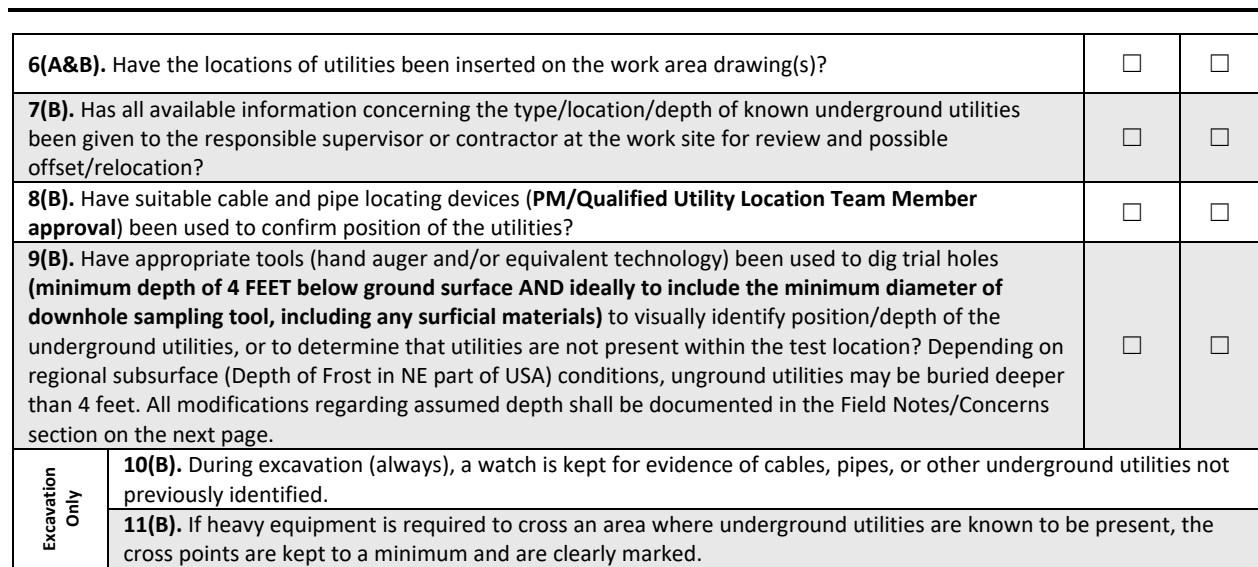 6(A&B). Have the locations of utilities been inserted on the work area drawing(s)? ☐ ☐
7(B). Has all available information concerning the type/location/depth of known underground utilities
been given to the responsible supervisor or contractor at the work site for review and possible
offset/relocation? ☐ ☐
8(B). Have suitable cable and pipe locating devices (PM/Qualified Utility Location Team Member
approval) been used to confirm position of the utilities? ☐ ☐
9(B). Have appropriate tools (hand auger and/or equivalent technology) been used to dig trial holes
(minimum depth of 4 FEET below ground surface AND ideally to include the minimum diameter of
downhole sampling tool, including any surficial materials) to visually identify position/depth of the
underground utilities, or to determine that utilities are not present within the test location? Depending on
regional subsurface (Depth of Frost in NE part of USA) conditions, unground utilities may be buried deeper
than 4 feet. All modifications regarding assumed depth shall be documented in the Field Notes/Concerns
section on the next page. ☐ ☐
Excavation
Only
10(B). During excavation (always), a watch is kept for evidence of cables, pipes, or other underground utilities not
previously identified.
11(B). If heavy equipment is required to cross an area where underground utilities are known to be present, the
cross points are kept to a minimum and are clearly marked.